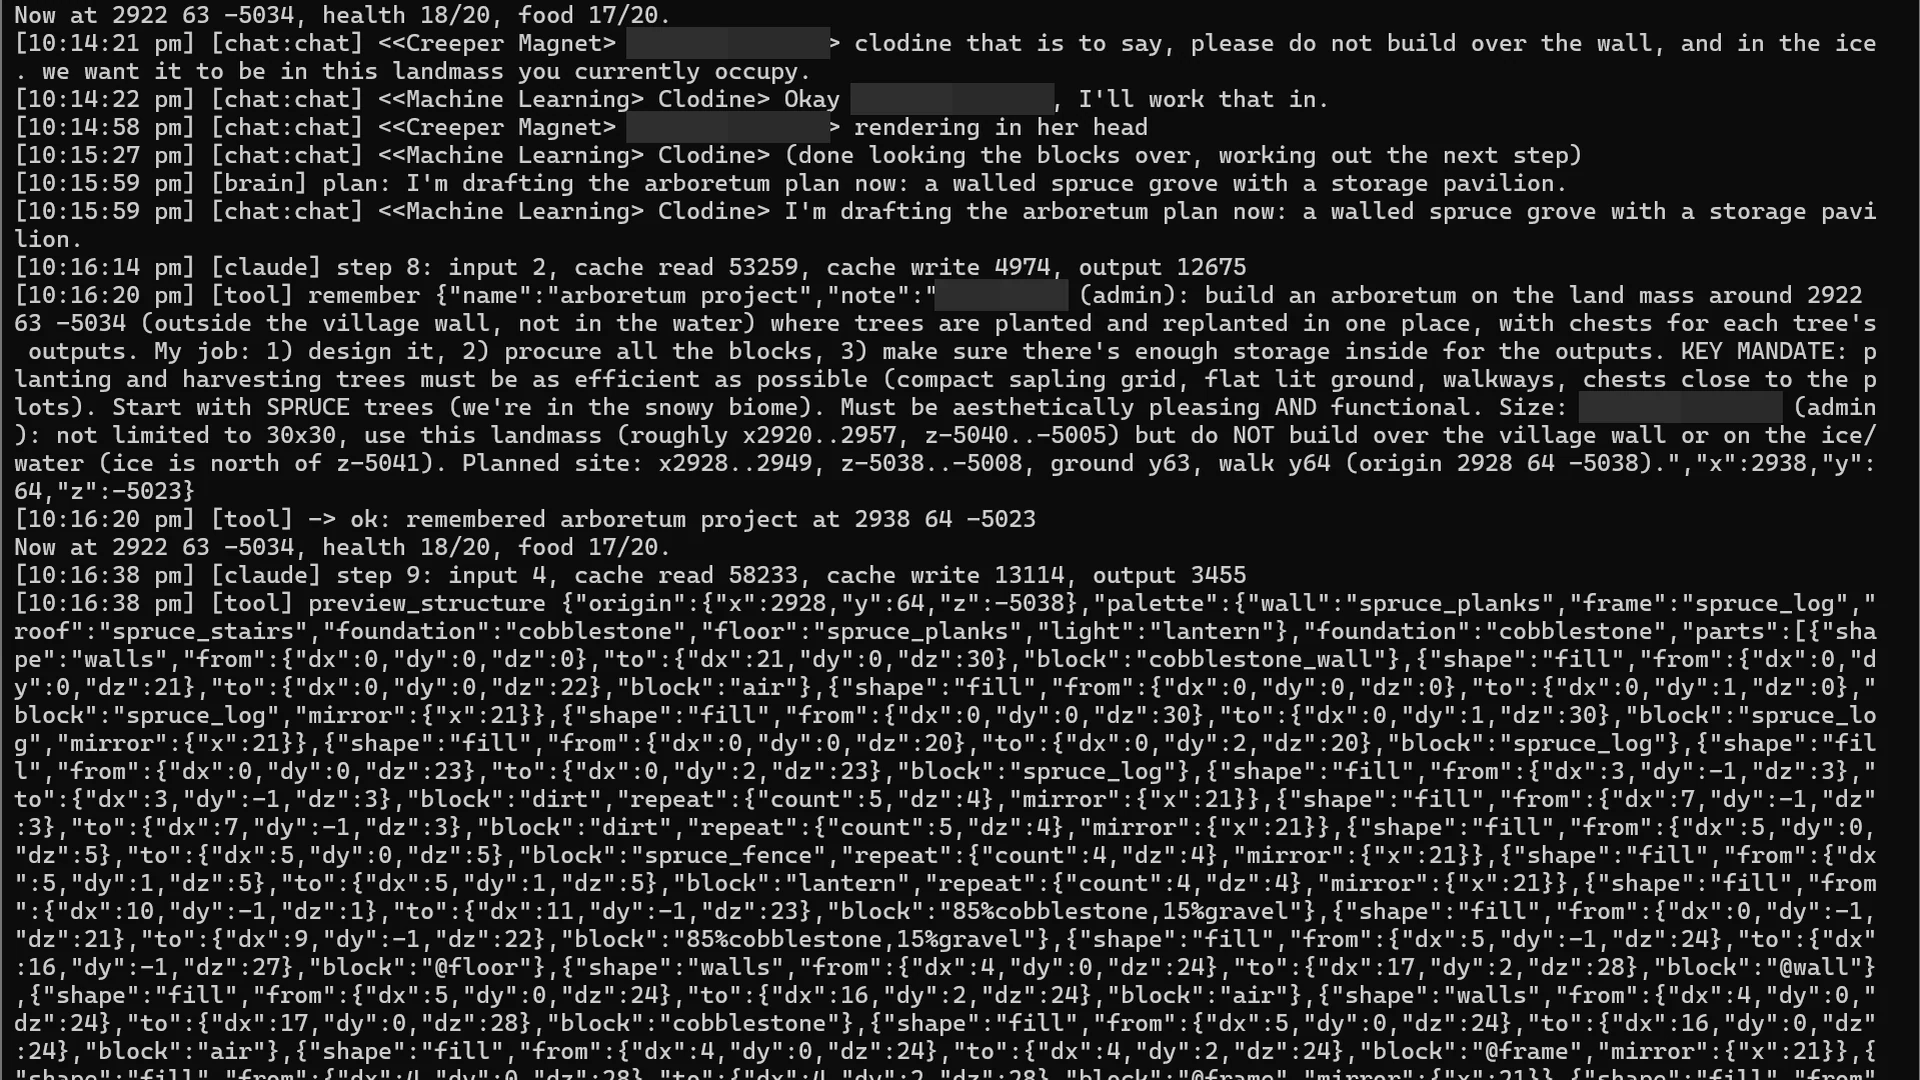 Now at 2922 63 -5034, health 18/20, food 17/20.
[10:14:21 pm] [chat:chat] <<Creeper Magnet> > clodine that is to say, please do not build over the wall, and in the ice
. we want it to be in this landmass you currently occupy.
[10:14:22 pm] [chat:chat] <<Machine Learning> Clodine> Okay , I'll work that in.
[10:14:58 pm] [chat:chat] <<Creeper Magnet> > rendering in her head
[10:15:27 pm] [chat:chat] <<Machine Learning> Clodine> (done looking the blocks over, working out the next step)
[10:15:59 pm] [brain] plan: I'm drafting the arboretum plan now: a walled spruce grove with a storage pavilion.
[10:15:59 pm] [chat:chat] <<Machine Learning> Clodine> I'm drafting the arboretum plan now: a walled spruce grove with a storage pavi
lion.
[10:16:14 pm] [claude] step 8: input 2, cache read 53259, cache write 4974, output 12675
[10:16:20 pm] [tool] remember {"name":"arboretum project","note":" (admin): build an arboretum on the land mass around 2922
63 -5034 (outside the village wall, not in the water) where trees are planted and replanted in one place, with chests for each tree's
 outputs. My job: 1) design it, 2) procure all the blocks, 3) make sure there's enough storage inside for the outputs. KEY MANDATE: p
lanting and harvesting trees must be as efficient as possible (compact sapling grid, flat lit ground, walkways, chests close to the p
lots). Start with SPRUCE trees (we're in the snowy biome). Must be aesthetically pleasing AND functional. Size: (admin
): not limited to 30x30, use this landmass (roughly x2920..2957, z-5040..-5005) but do NOT build over the village wall or on the ice/
water (ice is north of z-5041). Planned site: x2928..2949, z-5038..-5008, ground y63, walk y64 (origin 2928 64 -5038).","x":2938,"y":
64,"z":-5023}
[10:16:20 pm] [tool] -> ok: remembered arboretum project at 2938 64 -5023
Now at 2922 63 -5034, health 18/20, food 17/20.
[10:16:38 pm] [claude] step 9: input 4, cache read 58233, cache write 13114, output 3455
[10:16:38 pm] [tool] preview_structure {"origin":{"x":2928,"y":64,"z":-5038},"palette":{"wall":"spruce_planks","frame":"spruce_log","
roof":"spruce_stairs","foundation":"cobblestone","floor":"spruce_planks","light":"lantern"},"foundation":"cobblestone","parts":[{"sha
pe":"walls","from":{"dx":0,"dy":0,"dz":0},"to":{"dx":21,"dy":0,"dz":30},"block":"cobblestone_wall"},{"shape":"fill","from":{"dx":0,"d
y":0,"dz":21},"to":{"dx":0,"dy":0,"dz":22},"block":"air"},{"shape":"fill","from":{"dx":0,"dy":0,"dz":0},"to":{"dx":0,"dy":1,"dz":0},"
block":"spruce_log","mirror":{"x":21}},{"shape":"fill","from":{"dx":0,"dy":0,"dz":30},"to":{"dx":0,"dy":1,"dz":30},"block":"spruce_lo
g","mirror":{"x":21}},{"shape":"fill","from":{"dx":0,"dy":0,"dz":20},"to":{"dx":0,"dy":2,"dz":20},"block":"spruce_log"},{"shape":"fil
l","from":{"dx":0,"dy":0,"dz":23},"to":{"dx":0,"dy":2,"dz":23},"block":"spruce_log"},{"shape":"fill","from":{"dx":3,"dy":-1,"dz":3},"
to":{"dx":3,"dy":-1,"dz":3},"block":"dirt","repeat":{"count":5,"dz":4},"mirror":{"x":21}},{"shape":"fill","from":{"dx":7,"dy":-1,"dz"
:3},"to":{"dx":7,"dy":-1,"dz":3},"block":"dirt","repeat":{"count":5,"dz":4},"mirror":{"x":21}},{"shape":"fill","from":{"dx":5,"dy":0,
"dz":5},"to":{"dx":5,"dy":0,"dz":5},"block":"spruce_fence","repeat":{"count":4,"dz":4},"mirror":{"x":21}},{"shape":"fill","from":{"dx
":5,"dy":1,"dz":5},"to":{"dx":5,"dy":1,"dz":5},"block":"lantern","repeat":{"count":4,"dz":4},"mirror":{"x":21}},{"shape":"fill","from
":{"dx":10,"dy":-1,"dz":1},"to":{"dx":11,"dy":-1,"dz":23},"block":"85%cobblestone,15%gravel"},{"shape":"fill","from":{"dx":0,"dy":-1,
"dz":21},"to":{"dx":9,"dy":-1,"dz":22},"block":"85%cobblestone,15%gravel"},{"shape":"fill","from":{"dx":5,"dy":-1,"dz":24},"to":{"dx"
:16,"dy":-1,"dz":27},"block":"@floor"},{"shape":"walls","from":{"dx":4,"dy":0,"dz":24},"to":{"dx":17,"dy":2,"dz":28},"block":"@wall"}
,{"shape":"fill","from":{"dx":5,"dy":0,"dz":24},"to":{"dx":16,"dy":2,"dz":24},"block":"air"},{"shape":"walls","from":{"dx":4,"dy":0,"
dz":24},"to":{"dx":17,"dy":0,"dz":28},"block":"cobblestone"},{"shape":"fill","from":{"dx":5,"dy":0,"dz":24},"to":{"dx":16,"dy":0,"dz"
:24},"block":"air"},{"shape":"fill","from":{"dx":4,"dy":0,"dz":24},"to":{"dx":4,"dy":2,"dz":24},"block":"@frame","mirror":{"x":21}},{
"shape":"fill","from":{"dx":4,"dy":0,"dz":28},"to":{"dx":4,"dy":2,"dz":28},"block":"@frame","mirror":{"x":21}},{"shape":"fill","from"